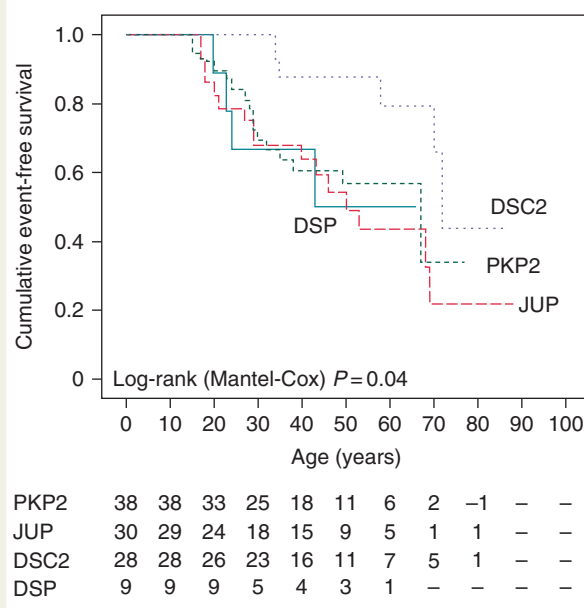 Cumulative event-free survival
1.0
0.8
0.6
0.4
0.2
0
DSC2
DSP
PKP2
JUP
Log-rank (Mantel-Cox) P=0.04
0 10 20 30 40 50 60 70 80 90 100
Age (years)
PKP2 38 38 33 25 18 11 6 2 –1 – –
JUP 30 29 24 18 15 9 5 1 1 – –
DSC2 28 28 26 23 16 11 7 5 1 – –
DSP 9 9 9 5 4 3 1 – – – –